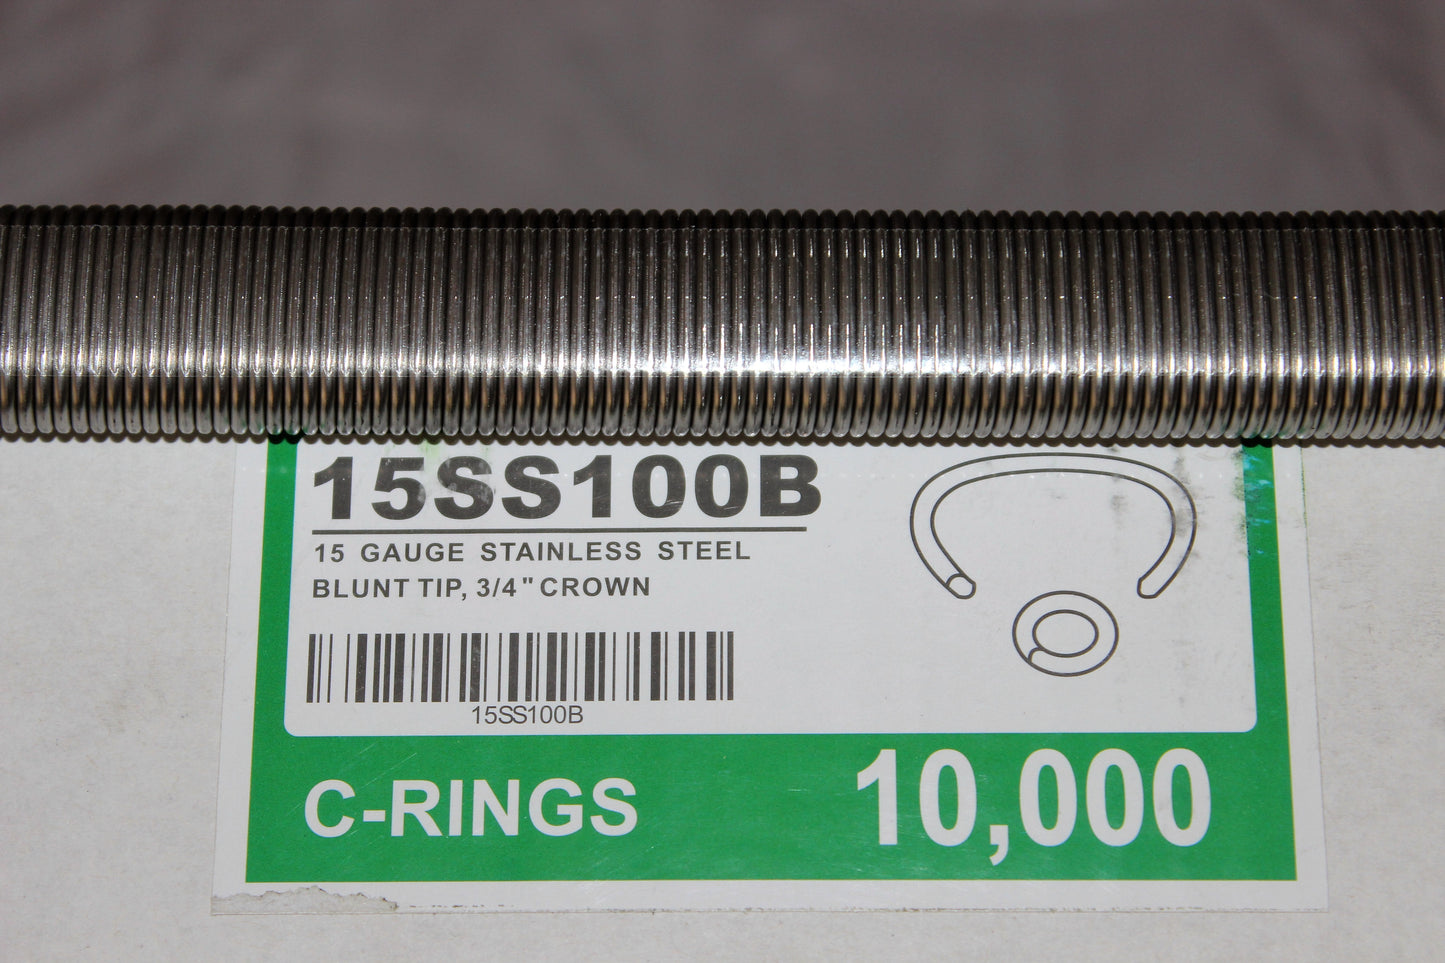 15SS100B
15 GAUGE STAINLESS STEEL
BLUNT TIP, 3/4" CROWN
15SS100B
C-RINGS
10,000